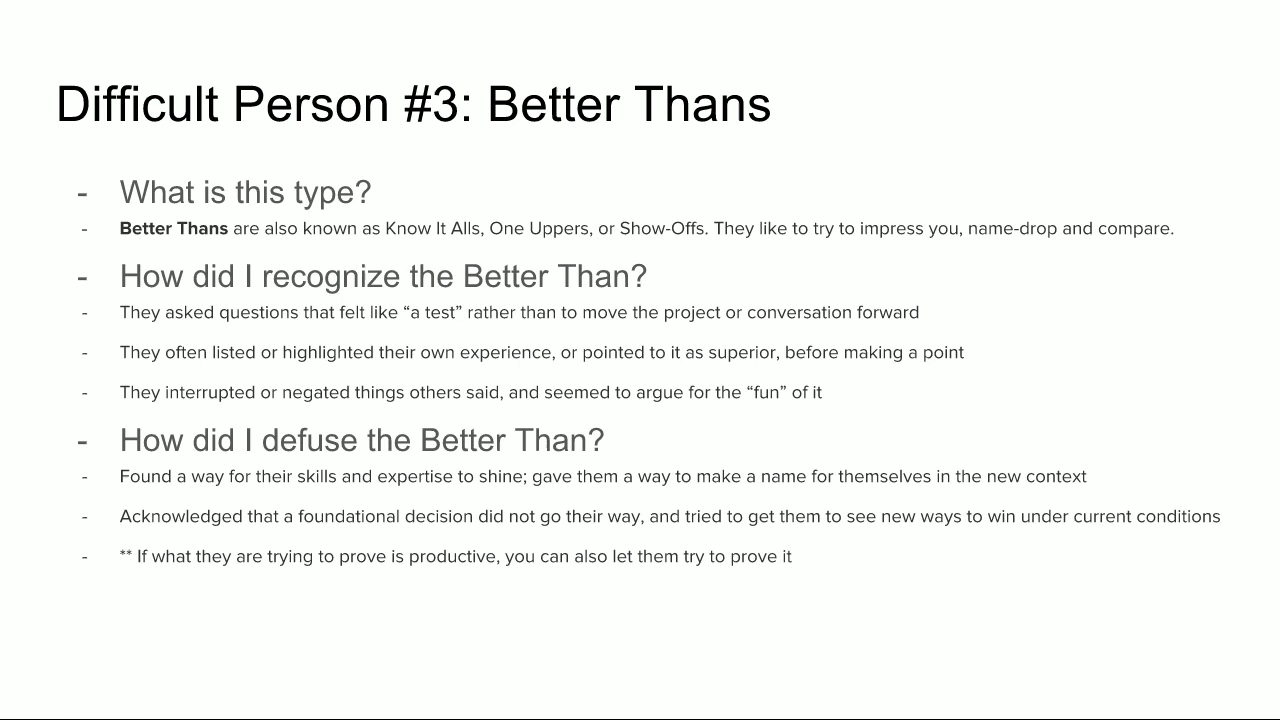 Difficult Person #3: Better Thans
- What is this type?
- Better Thans are also known as Know It Alls, One Uppers, or Show-Offs. They like to try to impress you, name-drop and compare.
- How did I recognize the Better Than?
- They asked questions that felt like “a test” rather than to move the project or conversation forward
- They often listed or highlighted their own experience, or pointed to it as superior, before making a point
- They interrupted or negated things others said, and seemed to argue for the “fun” of it
- How did I defuse the Better Than?
- Found a way for their skills and expertise to shine; gave them a way to make a name for themselves in the new context
- Acknowledged that a foundational decision did not go their way, and tried to get them to see new ways to win under current conditions
- ** If what they are trying to prove is productive, you can also let them try to prove it